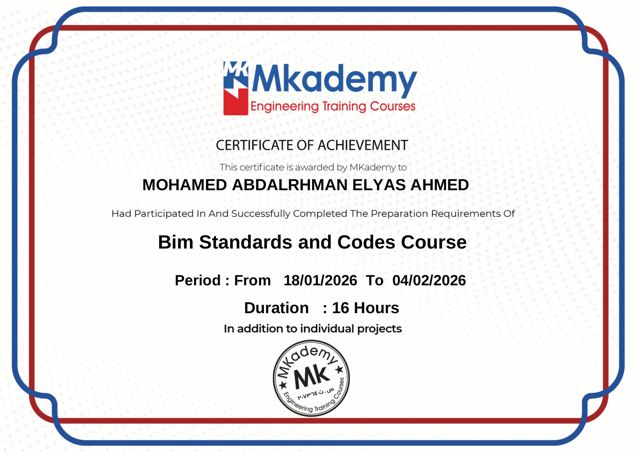 MK Mkademy
Engineering Training Courses
CERTIFICATE OF ACHIEVEMENT
This certificate is awarded by MKademy to
MOHAMED ABDALRHMAN ELYAS AHMED
Had Participated In And Successfully Completed The Preparation Requirements Of
Bim Standards and Codes Course
Period : From 18/01/2026 To 04/02/2026
Duration : 16 Hours
In addition to individual projects
MKademy
MK
Engineering Training Courses